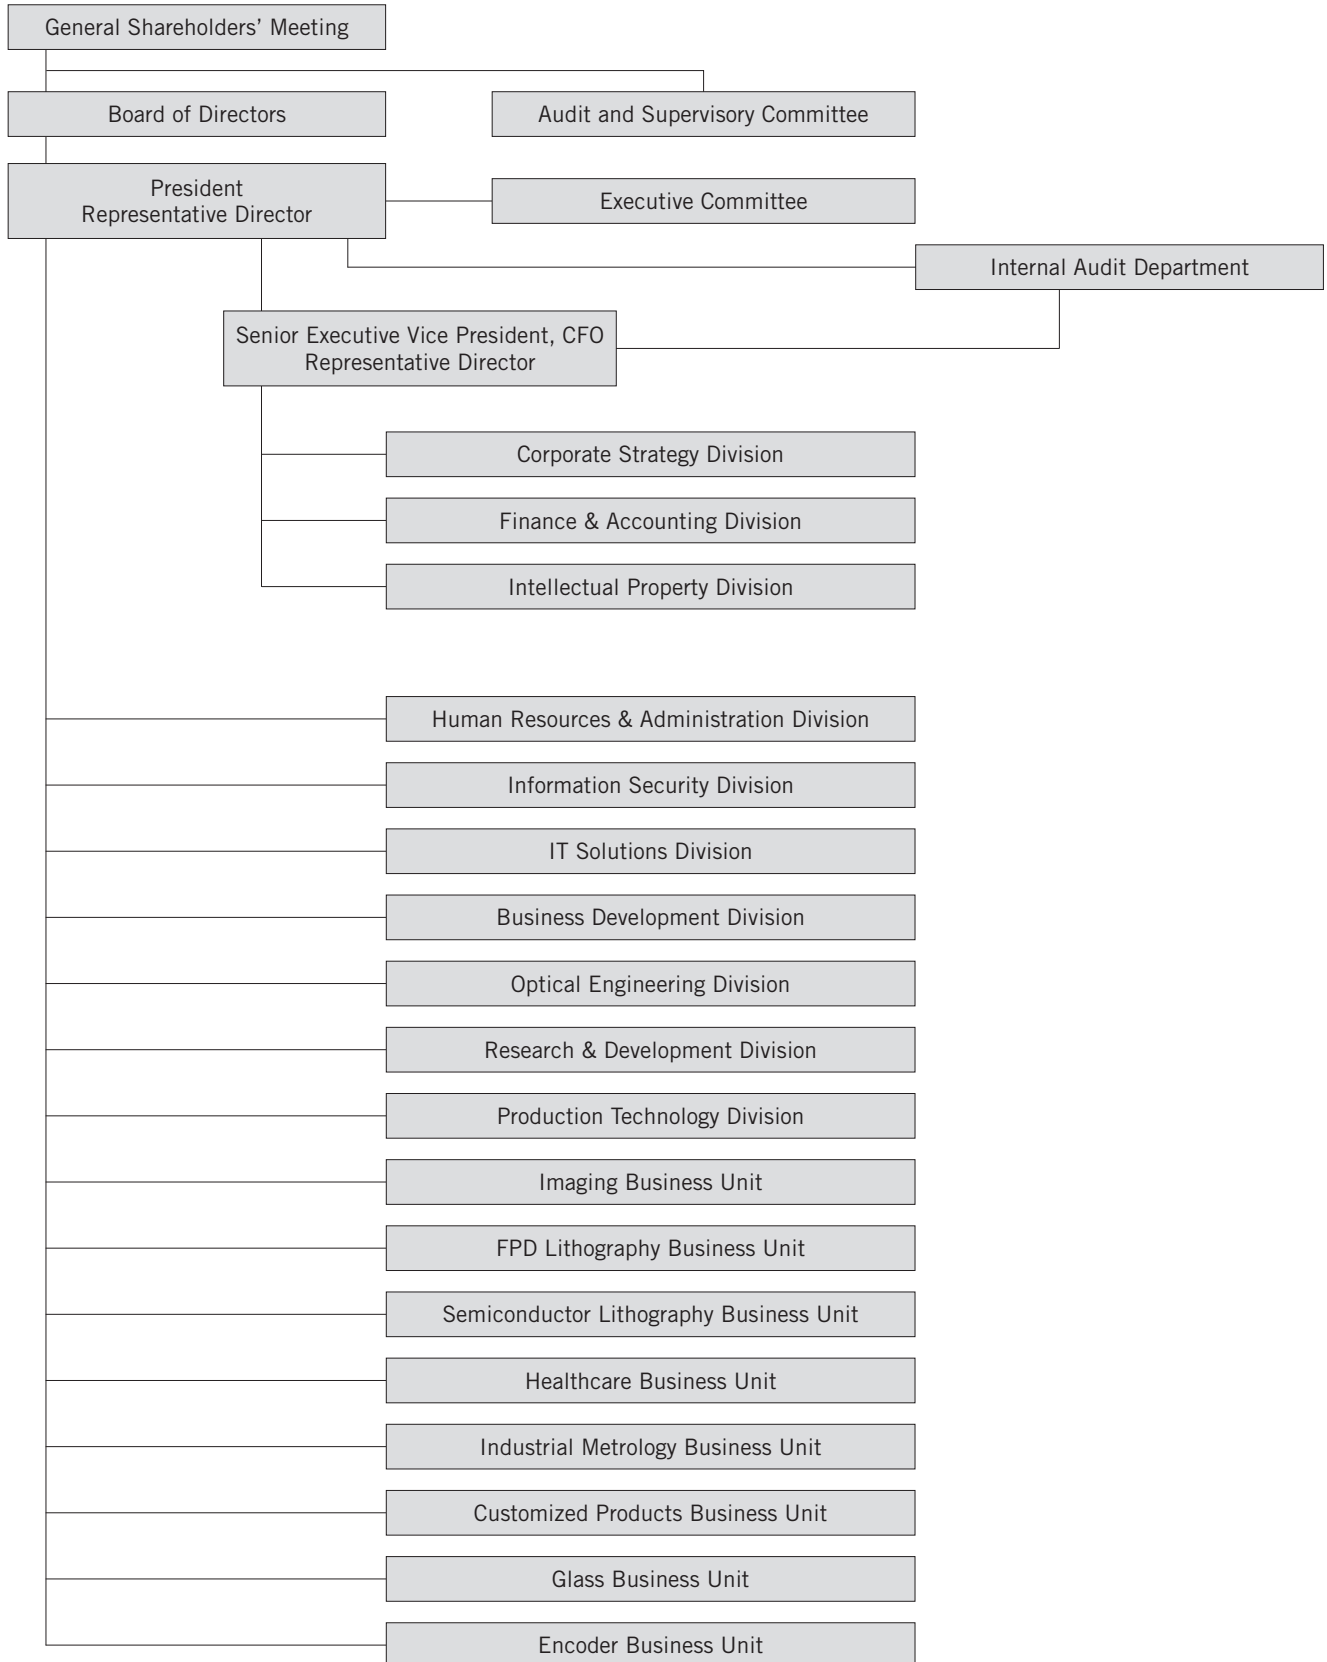 General Shareholders’ Meeting
Board of Directors
Audit and Supervisory Committee
President
Representative Director
Executive Committee
Internal Audit Department
Senior Executive Vice President, CFO
Representative Director
Corporate Strategy Division
Finance & Accounting Division
Intellectual Property Division
Human Resources & Administration Division
Information Security Division
IT Solutions Division
Business Development Division
Optical Engineering Division
Research & Development Division
Production Technology Division
Imaging Business Unit
FPD Lithography Business Unit
Semiconductor Lithography Business Unit
Healthcare Business Unit
Industrial Metrology Business Unit
Customized Products Business Unit
Glass Business Unit
Encoder Business Unit